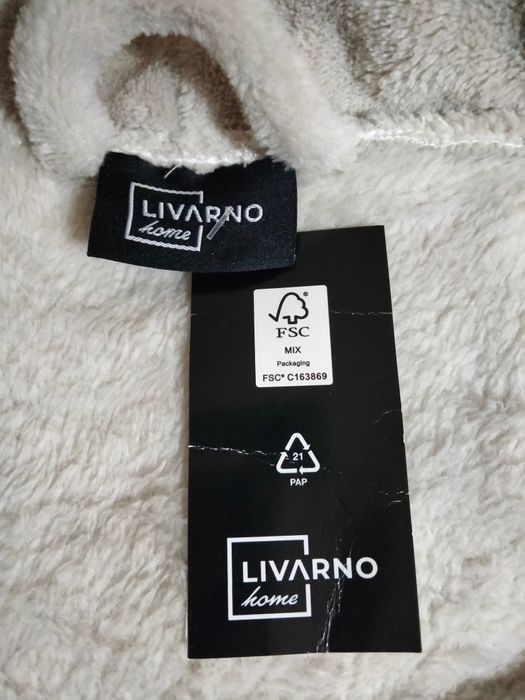 LIVARNO
home
FSC
MIX
Packaging
FSC® C163869
21
PAP
LIVARNO
home